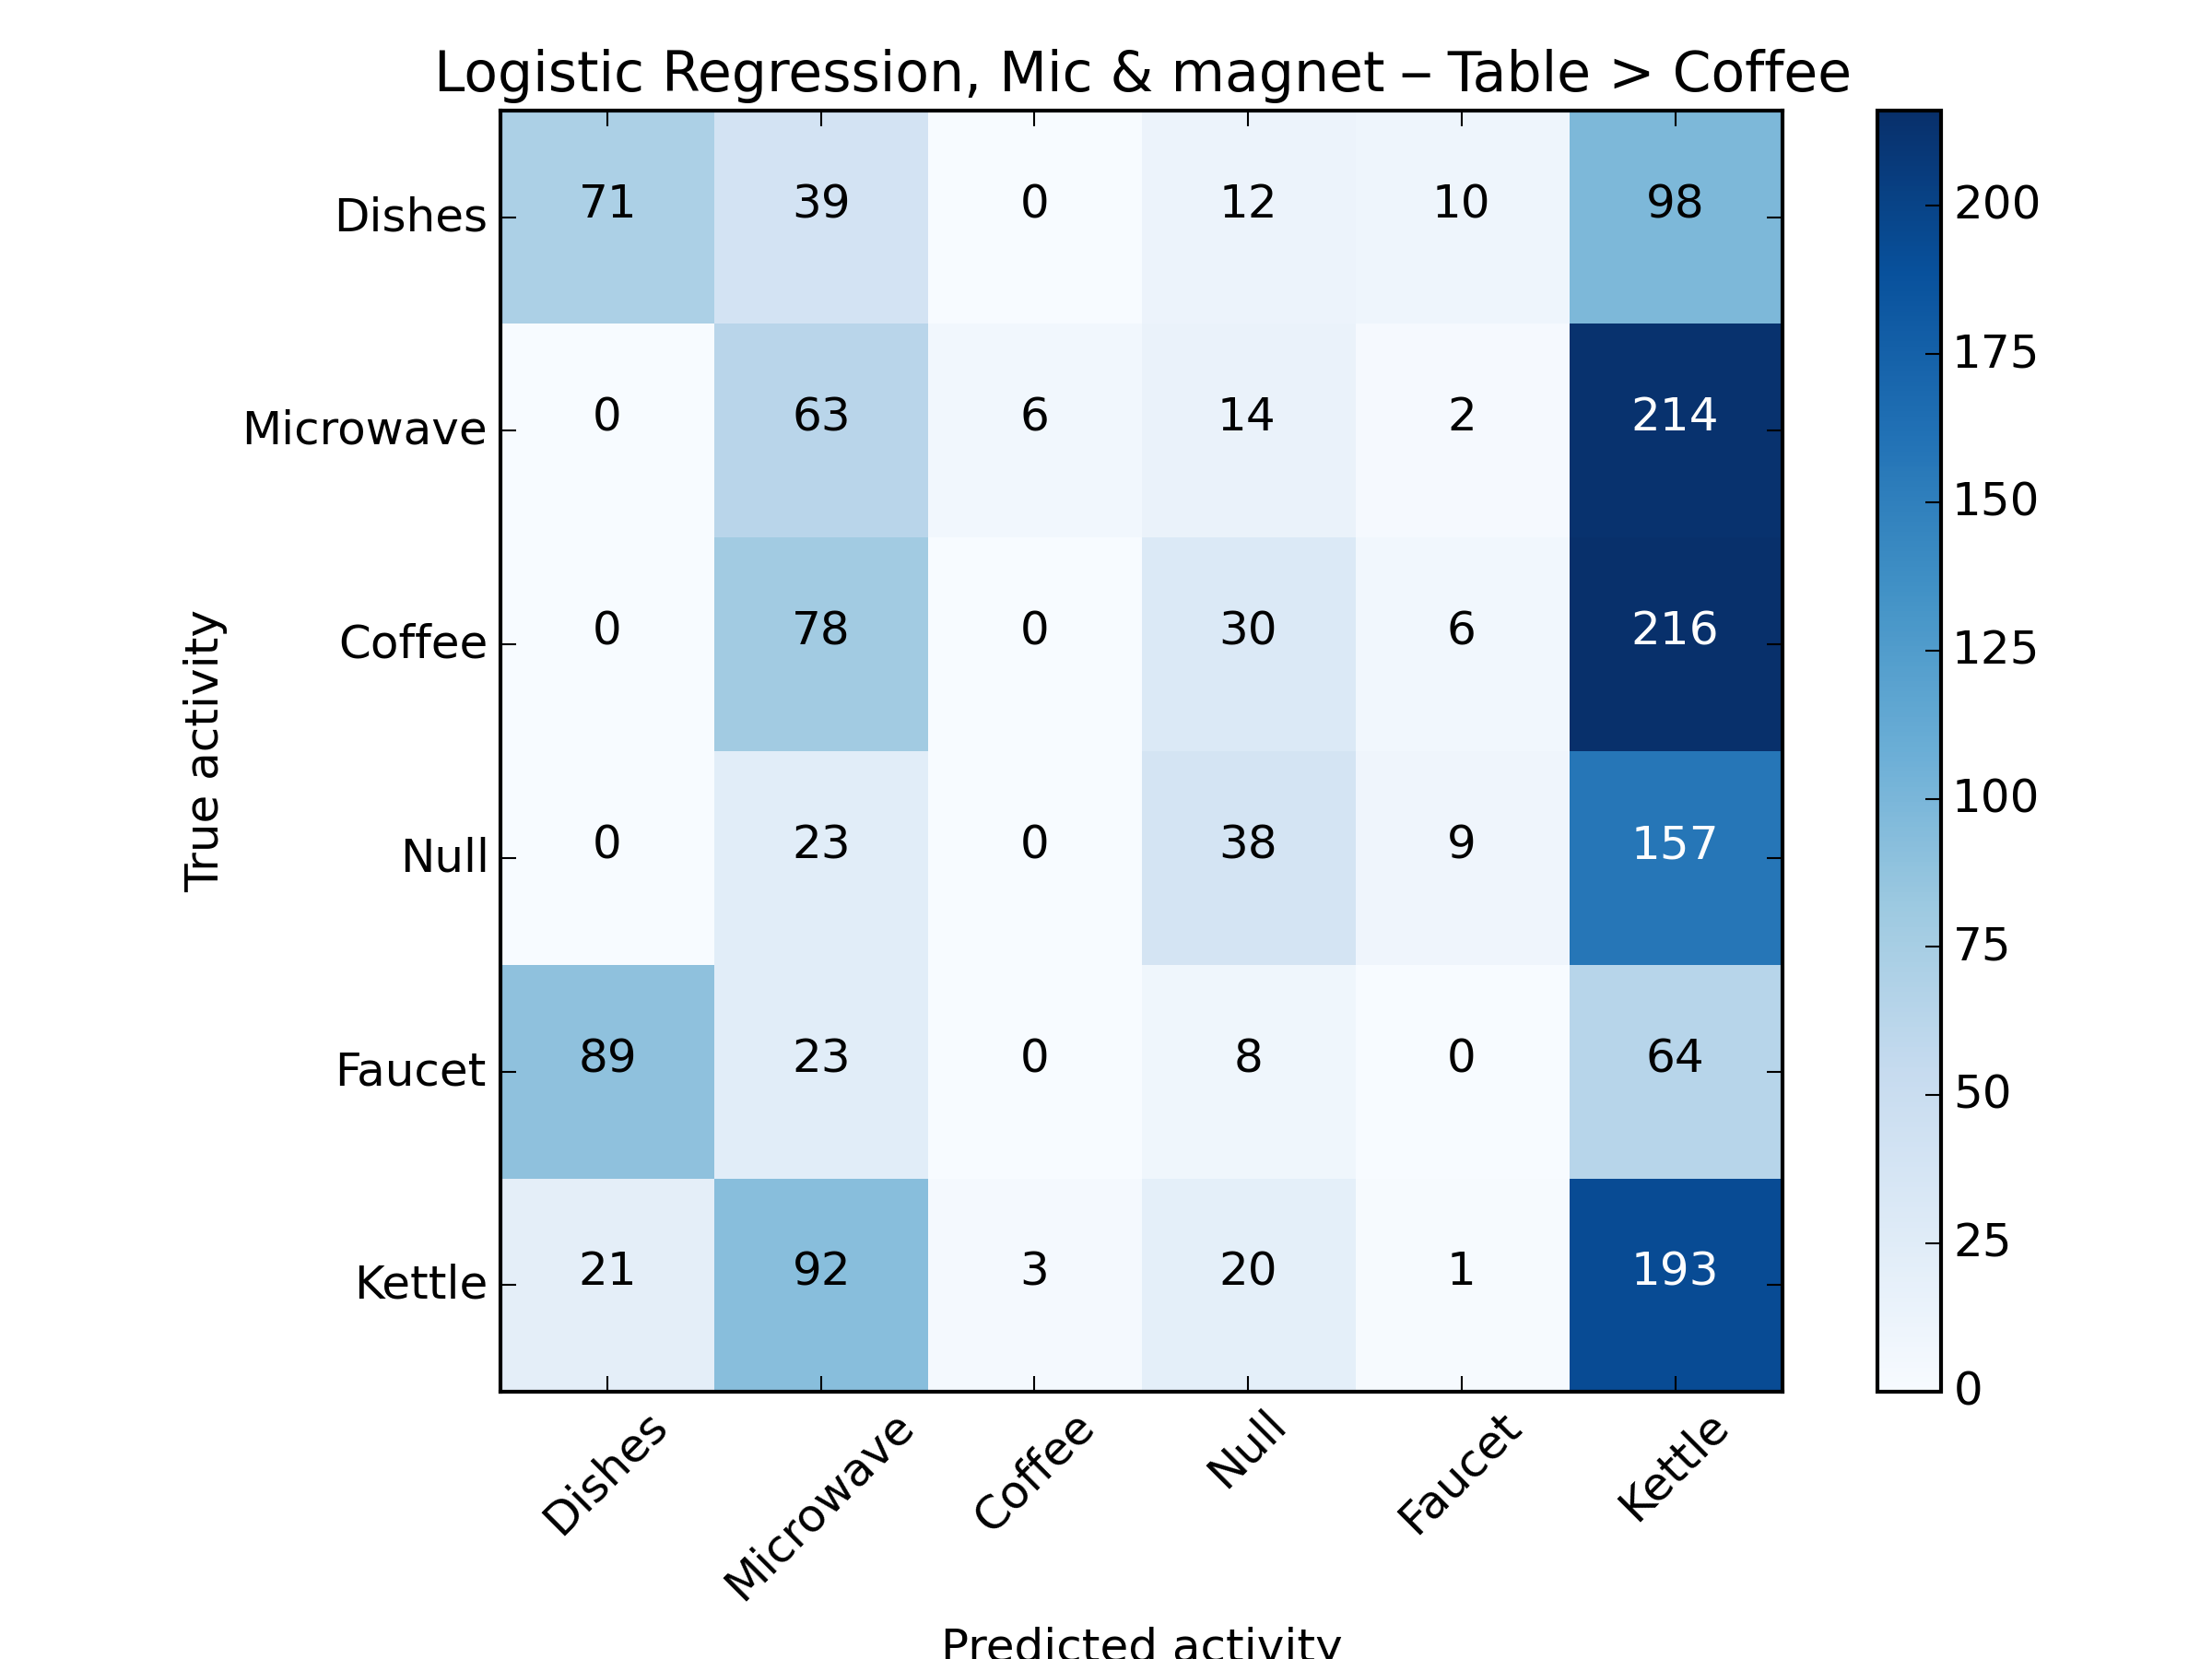 Logistic Regression, Mic & magnet – Table > Coffee
Dishes 71 39 0 12 10 98
Microwave 0 63 6 14 2 214
Coffee 0 78 0 30 6 216
Null 0 23 0 38 9 157
Faucet 89 23 0 8 0 64
Kettle 21 92 3 20 1 193
True activity
Dishes Microwave Coffee Null Faucet Kettle
Predicted activity
200
175
150
125
100
75
50
25
0